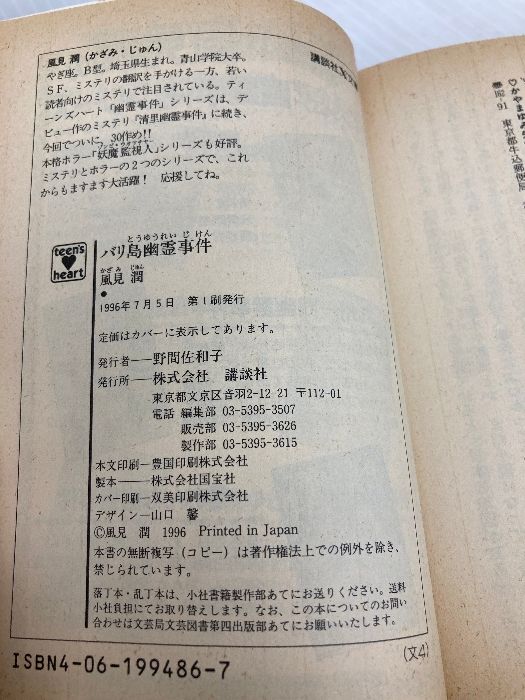 風見 潤(かざみ・じゅん)
やぎ座。B型。埼玉県生まれ。青山学院大卒。
SF、ミステリの翻訳を手がける一方、若い
読者向けのミステリで注目されている。ティ
ーンズハート「幽霊事件」シリーズは、デ
ビュー作のミステリ『清里幽霊事件』に続き、
今回でついに、30作め!!
本格ホラー「妖魔監視人」シリーズも好評。
ミステリとホラーの2つのシリーズで、これ
からもますます大活躍! 応援してね。
講談社X文庫
teen's
heart
とうゆうれいじけん
バリ島幽霊事件
かざみ じゅん
風見 潤
●
1996年7月5日 第1刷発行
定価はカバーに表示してあります。
発行者――野間佐和子
発行所――株式会社 講談社
東京都文京区音羽2-12-21 〒112-01
電話 編集部 03-5395-3507
販売部 03-5395-3626
製作部 03-5395-3615
本文印刷―豊国印刷株式会社
製本―――株式会社国宝社
カバー印刷―双美印刷株式会社
デザイン―山口 馨
©風見 潤 1996 Printed in Japan
本書の無断複写(コピー)は著作権法上での例外を除き、
禁じられています。
落丁本・乱丁本は、小社書籍製作部あてにお送りください。送料
小社負担にてお取り替えします。なお、この本についてのお問い
合わせは文芸局文芸図書第四出版部あてにお願いいたします。
ISBN4-06-199486-7
(文4)
♡かやまゆみ
東京都牛込郵便局